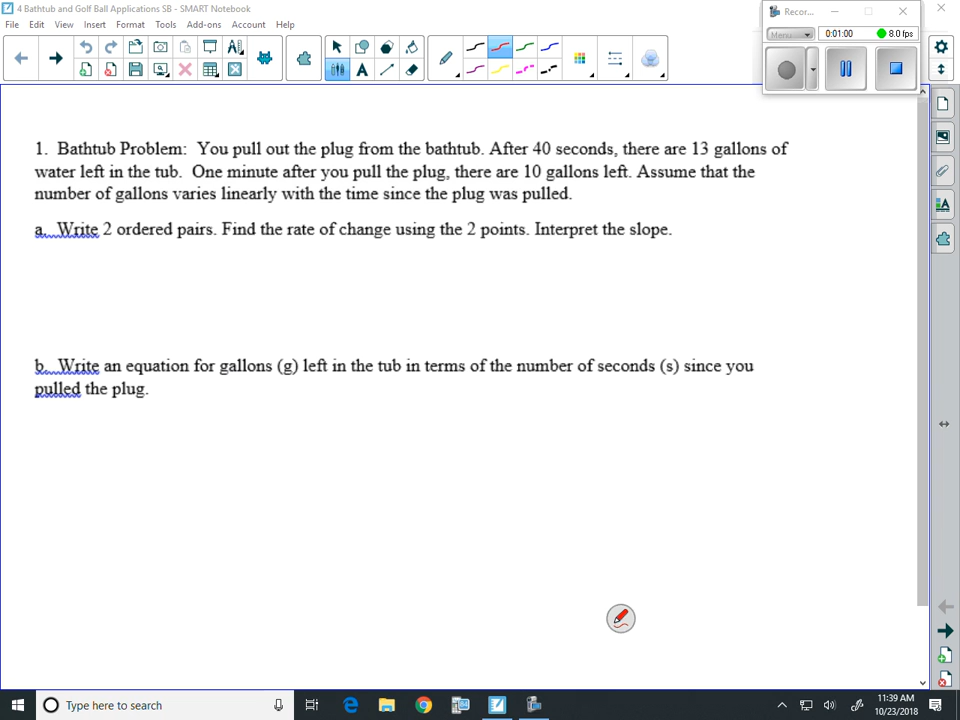 4 Bathtub and Golf Ball Applications SB - SMART Notebook
File Edit View Insert Format Tools Add-ons Account Help
Recor...
Menu 0:01:00 8.0 fps
1. Bathtub Problem: You pull out the plug from the bathtub. After 40 seconds, there are 13 gallons of
water left in the tub. One minute after you pull the plug, there are 10 gallons left. Assume that the
number of gallons varies linearly with the time since the plug was pulled.
a. Write 2 ordered pairs. Find the rate of change using the 2 points. Interpret the slope.
b. Write an equation for gallons (g) left in the tub in terms of the number of seconds (s) since you
pulled the plug.
Type here to search
11:39 AM
10/23/2018